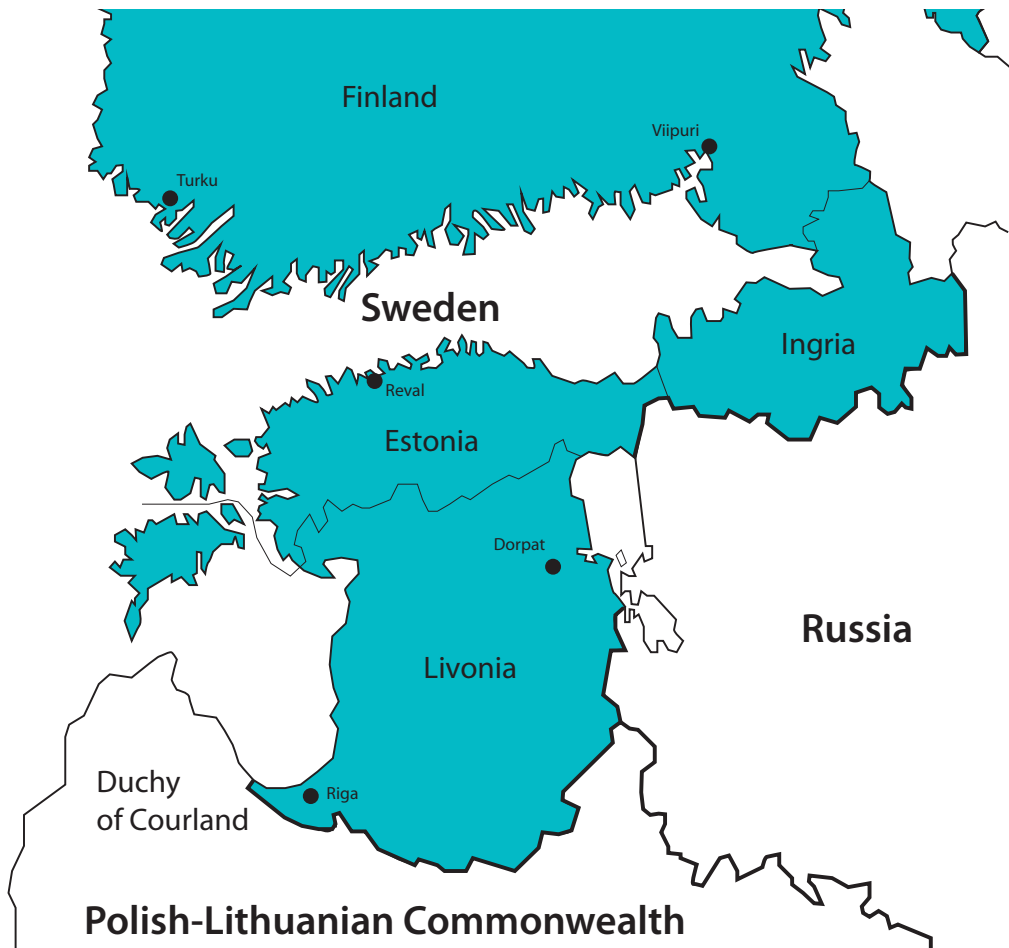 Finland
Viipuri
Turku
Sweden
Ingria
Reval
Estonia
Dorpat
Russia
Livonia
Duchy
of Courland
Riga
Polish-Lithuanian Commonwealth